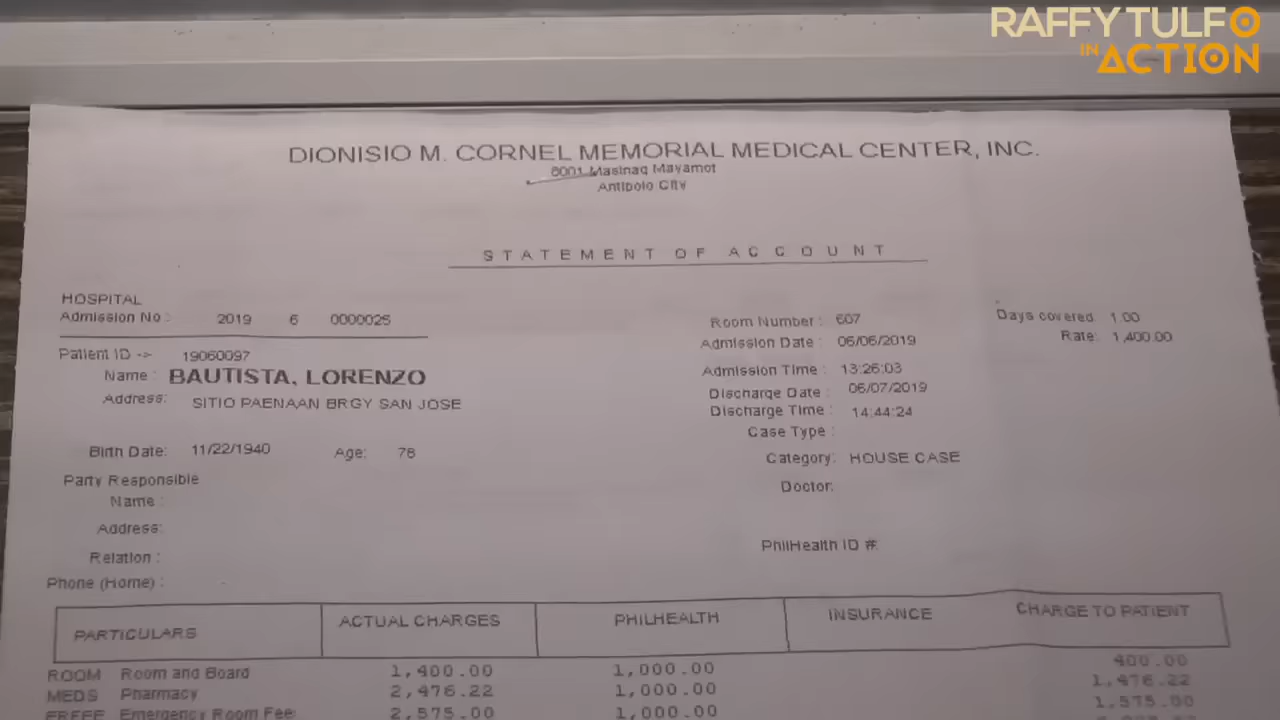 RAFFY TULFO
IN ACTION
DIONISIO M. CORNEL MEMORIAL MEDICAL CENTER, INC.
6001 Masinag Mayamot
Antipolo City
STATEMENT OF ACCOUNT
HOSPITAL
Admission No : 2019 6 0000025
Patient ID -> 19060097
Name : BAUTISTA, LORENZO
Address: SITIO PAENAAN BRGY SAN JOSE
Birth Date: 11/22/1940 Age: 78
Party Responsible
Name :
Address:
Relation :
Phone (Home) :
Room Number : 607
Admission Date : 06/06/2019
Admission Time : 13:26:03
Discharge Date : 06/07/2019
Discharge Time : 14:44:24
Case Type :
Category: HOUSE CASE
Doctor:
PhilHealth ID #:
Days covered: 1.00
Rate: 1,400.00
PARTICULARS ACTUAL CHARGES PHILHEALTH INSURANCE CHARGE TO PATIENT
ROOM Room and Board 1,400.00 1,000.00 400.00
MEDS Pharmacy 2,476.22 1,000.00 1,476.22
ERFEE Emergency Room Fee 2,575.00 1,000.00 1,575.00